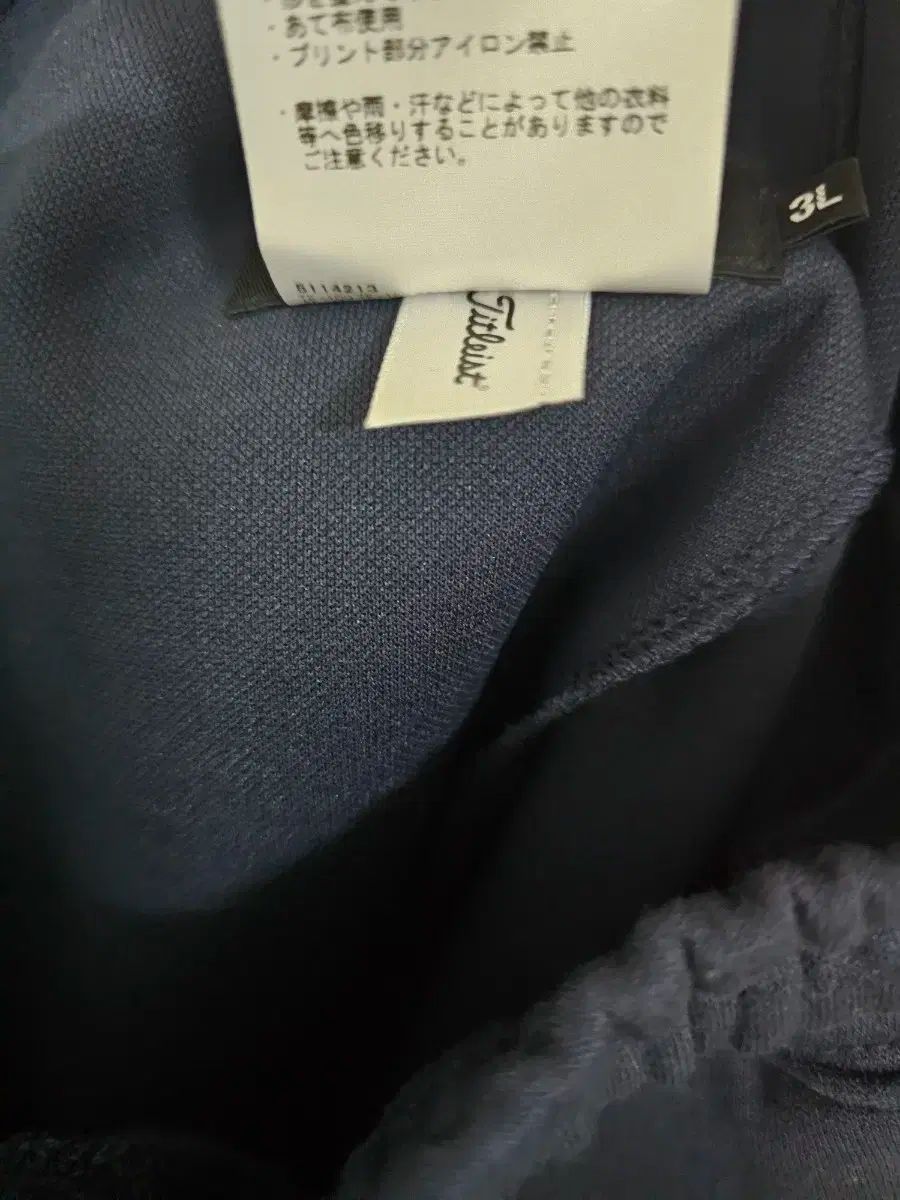 ・あて布使用
・プリント部分アイロン禁止
・摩擦や雨・汗などによって他の衣料
等へ色移りすることがありますので
ご注意ください。
3L
5114213
Titleist®